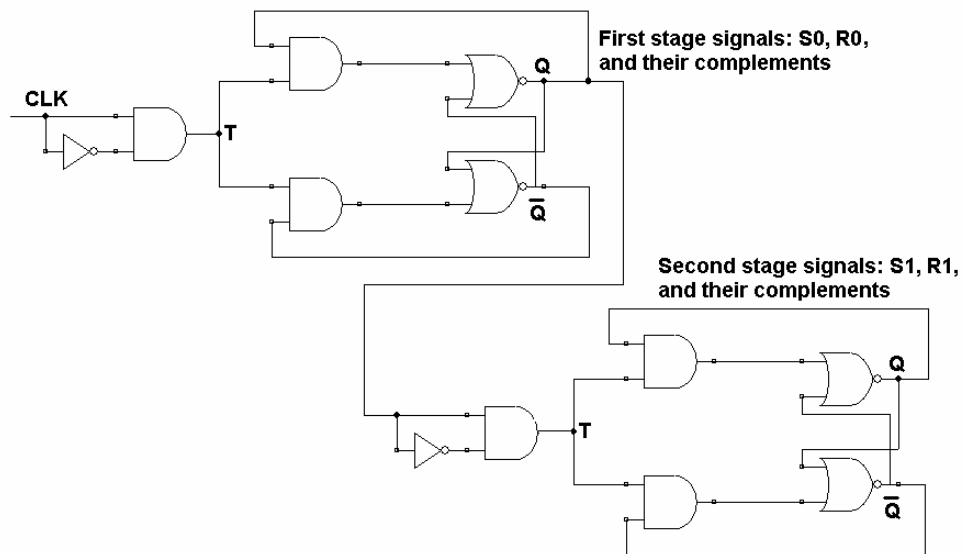 First stage signals: S0, R0,
and their complements
Q
CLK
T
Q̅
Second stage signals: S1, R1,
and their complements
Q
T
Q̅